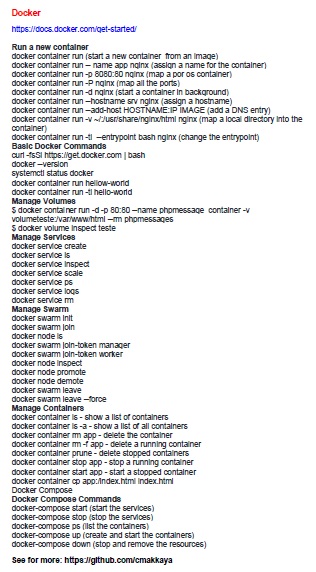 Docker
https://docs.docker.com/get-started/
Run a new container
docker container run (start a new container from an image)
docker container run – name app nginx (assign a name for the container)
docker container run -p 8080:80 nginx (map a por os container)
docker container run -P nginx (map all the ports)
docker container run -d nginx (start a container in background)
docker container run –hostname srv nginx (assign a hostname)
docker container run –add-host HOSTNAME:IP IMAGE (add a DNS entry)
docker container run -v ~/:/usr/share/nginx/html nginx (map a local directory into the
container)
docker container run -ti –entrypoint bash nginx (change the entrypoint)
Basic Docker Commands
curl -fsSl https://get.docker.com | bash
docker –version
systemctl status docker
docker container run hellow-world
docker container run -ti hello-world
Manage Volumes
$ docker container run -d -p 80:80 –name phpmessage container -v
volumeteste:/var/www/html –rm phpmessages
$ docker volume inspect teste
Manage Services
docker service create
docker service ls
docker service inspect
docker service scale
docker service ps
docker service logs
docker service rm
Manage Swarm
docker swarm init
docker swarm join
docker node ls
docker swarm join-token manager
docker swarm join-token worker
docker node inspect
docker node promote
docker node demote
docker swarm leave
docker swarm leave –force
Manage Containers
docker container ls - show a list of containers
docker container ls -a - show a list of all containers
docker container rm app - delete the container
docker container rm -f app - delete a running container
docker container prune - delete stopped containers
docker container stop app - stop a running container
docker container start app - start a stopped container
docker container cp app:/index.html index.html
Docker Compose
Docker Compose Commands
docker-compose start (start the services)
docker-compose stop (stop the services)
docker-compose ps (list the containers)
docker-compose up (create and start the containers)
docker-compose down (stop and remove the resources)
See for more: https://github.com/cmakkaya